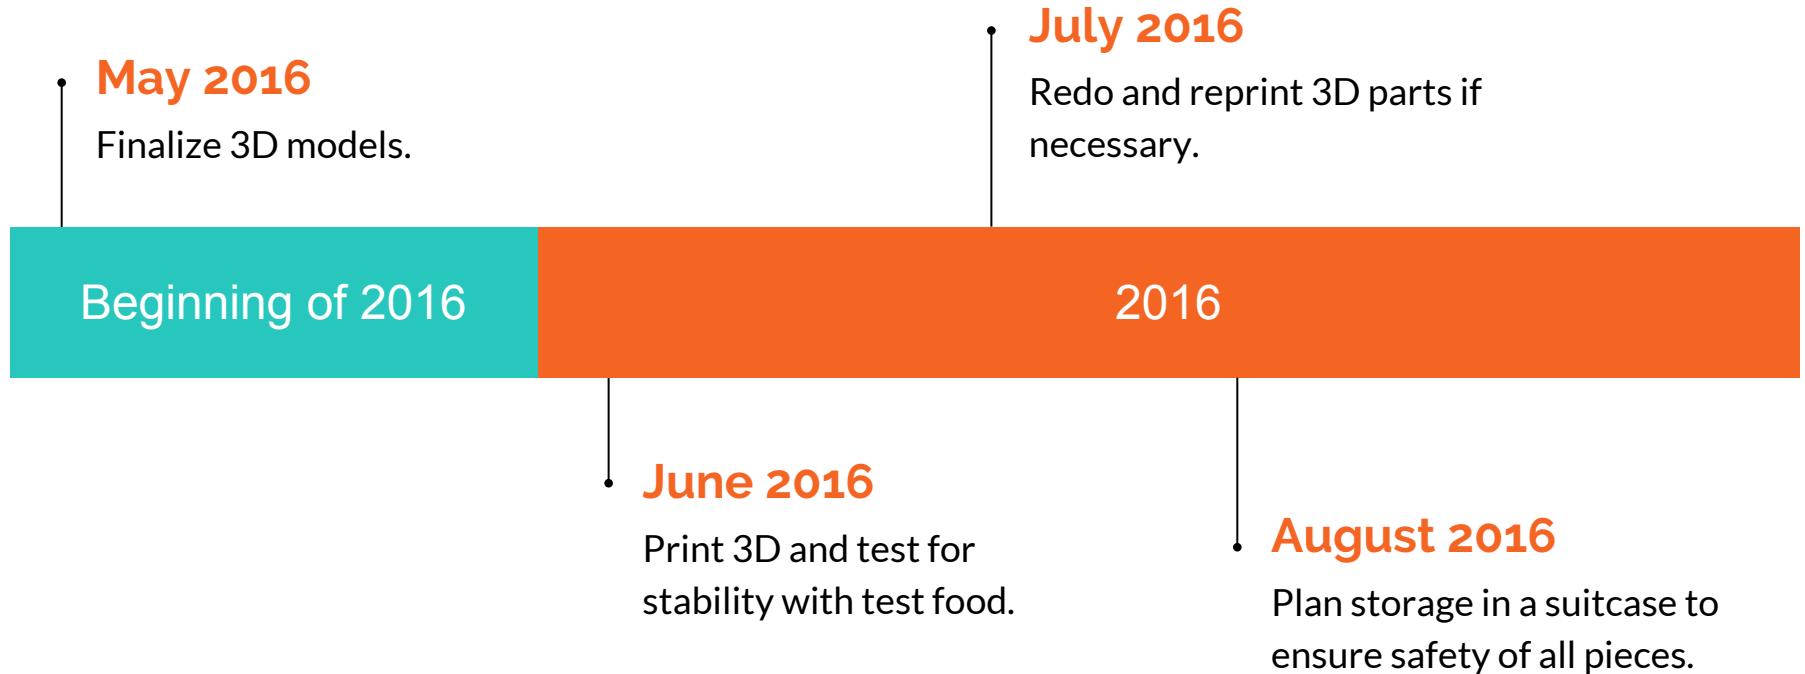 May 2016
Finalize 3D models.
July 2016
Redo and reprint 3D parts if
necessary.
Beginning of 2016
2016
June 2016
Print 3D and test for
stability with test food.
August 2016
Plan storage in a suitcase to
ensure safety of all pieces.